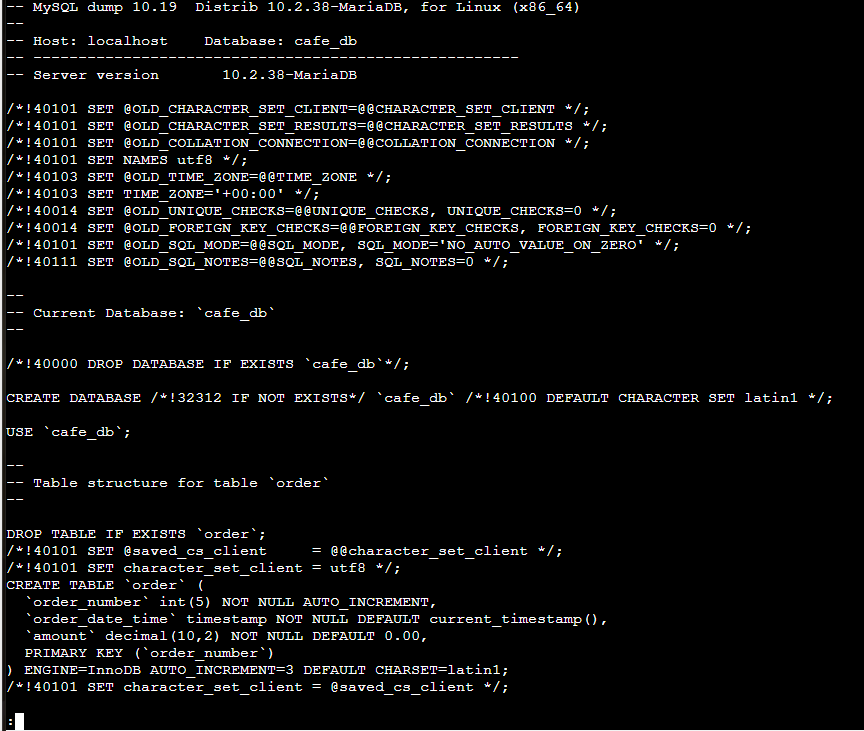 -- MySQL dump 10.19  Distrib 10.2.38-MariaDB, for Linux (x86_64)
--
-- Host: localhost    Database: cafe_db
-- ------------------------------------------------------
-- Server version       10.2.38-MariaDB

/*!40101 SET @OLD_CHARACTER_SET_CLIENT=@@CHARACTER_SET_CLIENT */;
/*!40101 SET @OLD_CHARACTER_SET_RESULTS=@@CHARACTER_SET_RESULTS */;
/*!40101 SET @OLD_COLLATION_CONNECTION=@@COLLATION_CONNECTION */;
/*!40101 SET NAMES utf8 */;
/*!40103 SET @OLD_TIME_ZONE=@@TIME_ZONE */;
/*!40103 SET TIME_ZONE='+00:00' */;
/*!40014 SET @OLD_UNIQUE_CHECKS=@@UNIQUE_CHECKS, UNIQUE_CHECKS=0 */;
/*!40014 SET @OLD_FOREIGN_KEY_CHECKS=@@FOREIGN_KEY_CHECKS, FOREIGN_KEY_CHECKS=0 */;
/*!40101 SET @OLD_SQL_MODE=@@SQL_MODE, SQL_MODE='NO_AUTO_VALUE_ON_ZERO' */;
/*!40111 SET @OLD_SQL_NOTES=@@SQL_NOTES, SQL_NOTES=0 */;

--
-- Current Database: `cafe_db`
--

/*!40000 DROP DATABASE IF EXISTS `cafe_db`*/;

CREATE DATABASE /*!32312 IF NOT EXISTS*/ `cafe_db` /*!40100 DEFAULT CHARACTER SET latin1 */;

USE `cafe_db`;

--
-- Table structure for table `order`
--

DROP TABLE IF EXISTS `order`;
/*!40101 SET @saved_cs_client     = @@character_set_client */;
/*!40101 SET character_set_client = utf8 */;
CREATE TABLE `order` (
  `order_number` int(5) NOT NULL AUTO_INCREMENT,
  `order_date_time` timestamp NOT NULL DEFAULT current_timestamp(),
  `amount` decimal(10,2) NOT NULL DEFAULT 0.00,
  PRIMARY KEY (`order_number`)
) ENGINE=InnoDB AUTO_INCREMENT=3 DEFAULT CHARSET=latin1;
/*!40101 SET character_set_client = @saved_cs_client */;

: